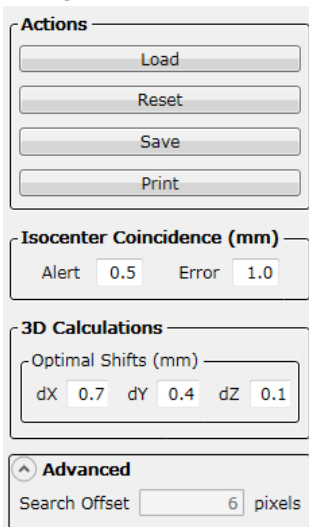 Actions
Load
Reset
Save
Print
Isocenter Coincidence (mm)
Alert 0.5 Error 1.0
3D Calculations
Optimal Shifts (mm)
dX 0.7 dY 0.4 dZ 0.1
Advanced
Search Offset 6 pixels